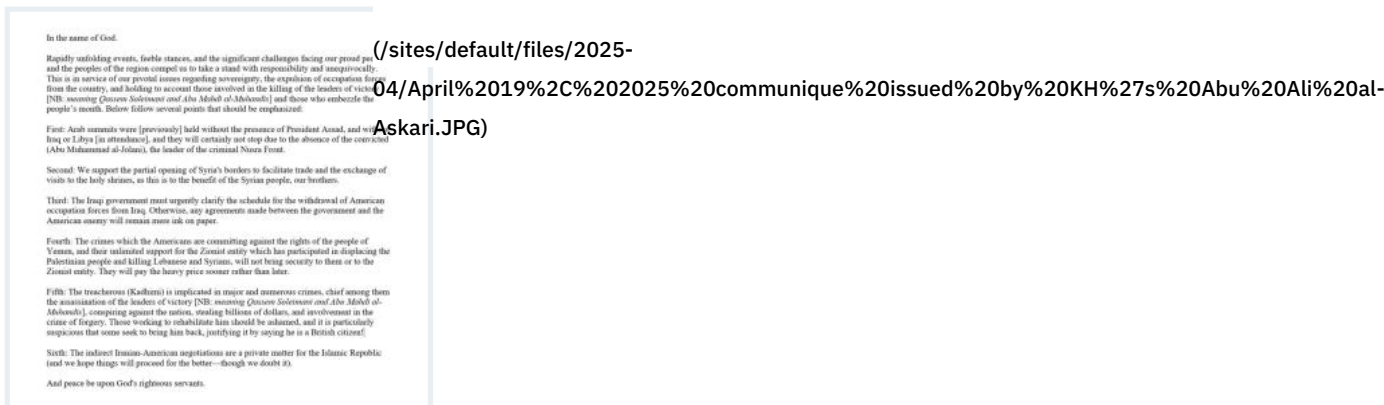 In the name of God.
Rapidly unfolding events, feeble stances, and the significant challenges facing our proud
and the peoples of the region compel us to take a stand with responsibility and unequivocally.
This is in service of our pivotal issues regarding sovereignty, the expulsion of occupation forces
from the country, and holding to account those involved in the killing of the leaders of
[NB: meaning Qassem Soleimani and Abu Mahdi al-Muhandis] and those who embezzle the
people's Below follow several points that should be emphasized:
First: Arab summits were [previously] held without the presence of President Assad, and
Iraq or Libya [in attendance], and they will certainly not stop due to the absence of the convicted
(Abu Muhammad al-Jolani), the leader of the criminal Nusra Front.
Second: We support the partial opening of Syria's borders to facilitate trade and the exchange of
visits to the holy shrines, as this is to the benefit of the Syrian people, our brothers.
Third: The Iraqi government must urgently clarify the schedule for the withdrawal of American
occupation forces from Iraq. Otherwise, any agreements made between the government and the
American enemy will remain mere ink on paper.
Fourth: The crimes which the Americans are committing against the rights of the people of
Yemen, and their unlimited support for the Zionist entity which has participated in displacing the
Palestinian people and killing Lebanese and Syrians, will not bring security to them or to the
Zionist entity. They will pay the heavy price sooner rather than later.
Fifth: The treacherous (Kadhimi) is implicated in major and numerous crimes, chief among them
the assassination of the leaders of victory [NB: meaning Qassem Soleimani and Abu Mahdi al-
Muhandis], conspiring against the nation, stealing billions of dollars, and involvement in the
crime of forgery. Those working to rehabilitate him should be ashamed, and it is particularly
suspicious that some seek to bring him back, justifying it by saying he is a British citizen!
Sixth: The indirect Iranian-American negotiations are a private matter for the Islamic Republic
(and we hope things will proceed for the better—though we doubt it).
And peace be upon God's righteous servants.
(/sites/default/files/2025-
04/April%2019%2C%202025%20communique%20issued%20by%20KH%27s%20Abu%20Ali%20al-
Askari.JPG)